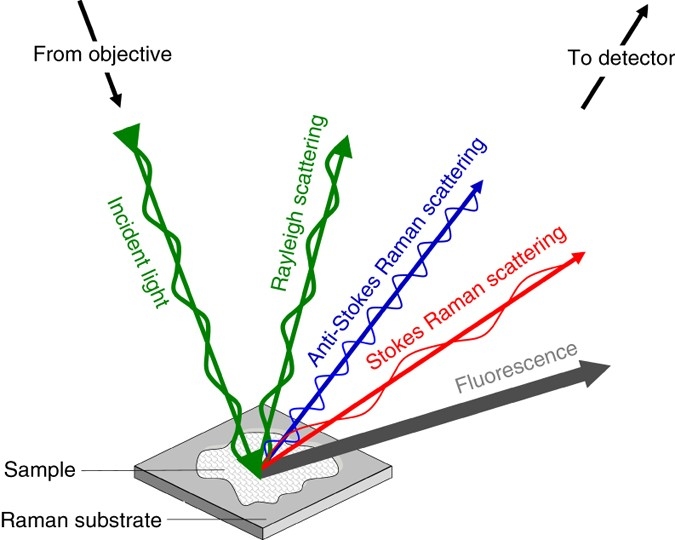 From objective
To detector
Incident light
Rayleigh scattering
Anti-Stokes Raman scattering
Stokes Raman scattering
Fluorescence
Sample
Raman substrate